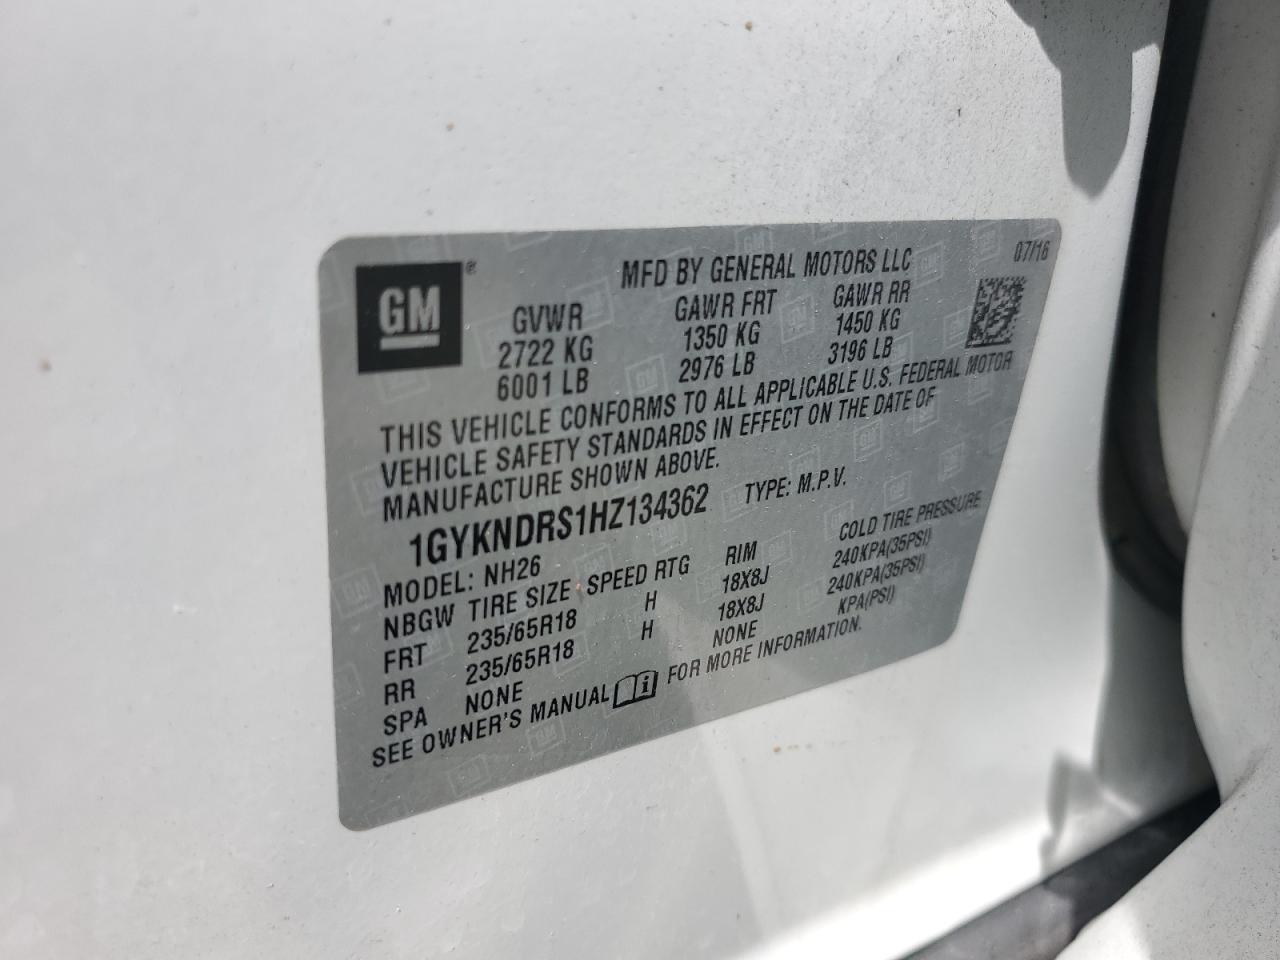 GM ®
MFD BY GENERAL MOTORS LLC
07/16
GVWR GAWR FRT GAWR RR
2722 KG 1350 KG 1450 KG
6001 LB 2976 LB 3196 LB
THIS VEHICLE CONFORMS TO ALL APPLICABLE U.S. FEDERAL MOTOR
VEHICLE SAFETY STANDARDS IN EFFECT ON THE DATE OF
MANUFACTURE SHOWN ABOVE.
1GYKNDRS1HZ134362 TYPE: M.P.V.
MODEL: NH26
NBGW TIRE SIZE SPEED RTG RIM COLD TIRE PRESSURE
FRT 235/65R18 H 18X8J 240KPA(35PSI)
RR 235/65R18 H 18X8J 240KPA(35PSI)
SPA NONE NONE KPA(PSI)
SEE OWNER'S MANUAL FOR MORE INFORMATION.